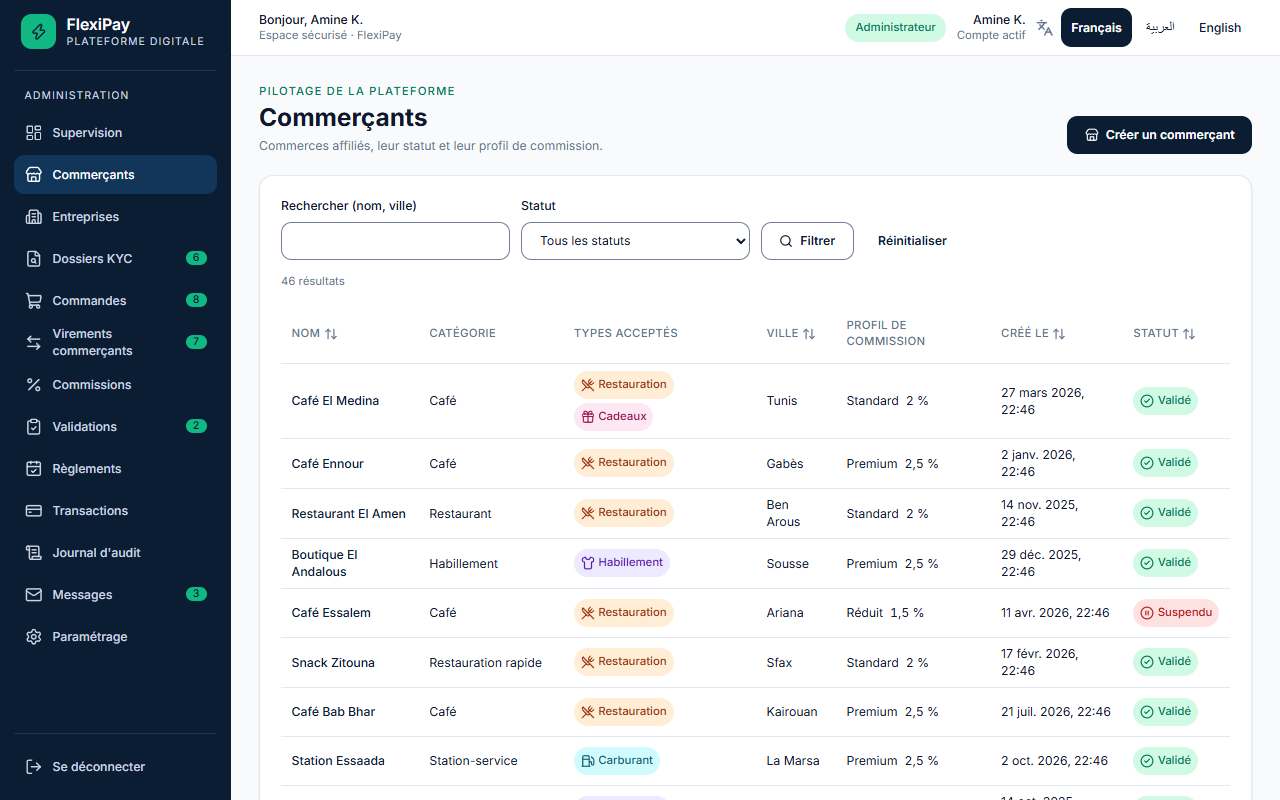 FlexiPay
PLATEFORME DIGITALE
ADMINISTRATION
Supervision
Commerçants
Entreprises
Dossiers KYC 6
Commandes 8
Virements
commerçants 7
Commissions
Validations 2
Règlements
Transactions
Journal d'audit
Messages 3
Paramétrage
Se déconnecter
Bonjour, Amine K.
Espace sécurisé · FlexiPay
Administrateur
Amine K.
Compte actif
Français
العربية
English
PILOTAGE DE LA PLATEFORME
Commerçants
Commerces affiliés, leur statut et leur profil de commission.
Créer un commerçant
Rechercher (nom, ville)
Statut
Tous les statuts
Filtrer
Réinitialiser
46 résultats
NOM CATÉGORIE TYPES ACCEPTÉS VILLE PROFIL DE COMMISSION CRÉÉ LE STATUT
Café El Medina Café Restauration Cadeaux Tunis Standard 2 % 27 mars 2026, 22:46 Validé
Café Ennour Café Restauration Gabès Premium 2,5 % 2 janv. 2026, 22:46 Validé
Restaurant El Amen Restaurant Restauration Ben Arous Standard 2 % 14 nov. 2025, 22:46 Validé
Boutique El Andalous Habillement Habillement Sousse Premium 2,5 % 29 déc. 2025, 22:46 Validé
Café Essalem Café Restauration Ariana Réduit 1,5 % 11 avr. 2026, 22:46 Suspendu
Snack Zitouna Restauration rapide Restauration Sfax Standard 2 % 17 févr. 2026, 22:46 Validé
Café Bab Bhar Café Restauration Kairouan Premium 2,5 % 21 juil. 2026, 22:46 Validé
Station Essaada Station-service Carburant La Marsa Premium 2,5 % 2 oct. 2026, 22:46 Validé